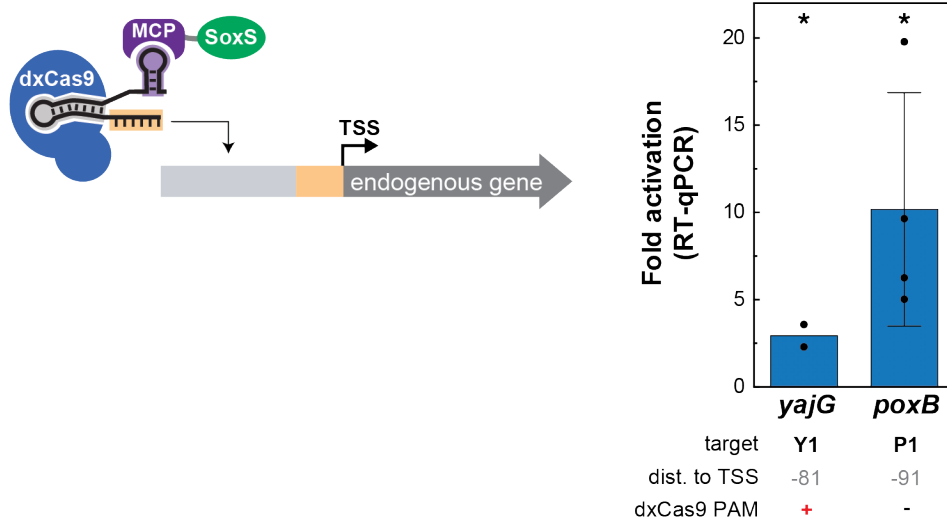 MCP
SoxS
dxCas9
TSS
endogenous gene
Fold activation
(RT-qPCR)
20
15
10
5
0
* *
yajG poxB
target Y1 P1
dist. to TSS -81 -91
dxCas9 PAM + -